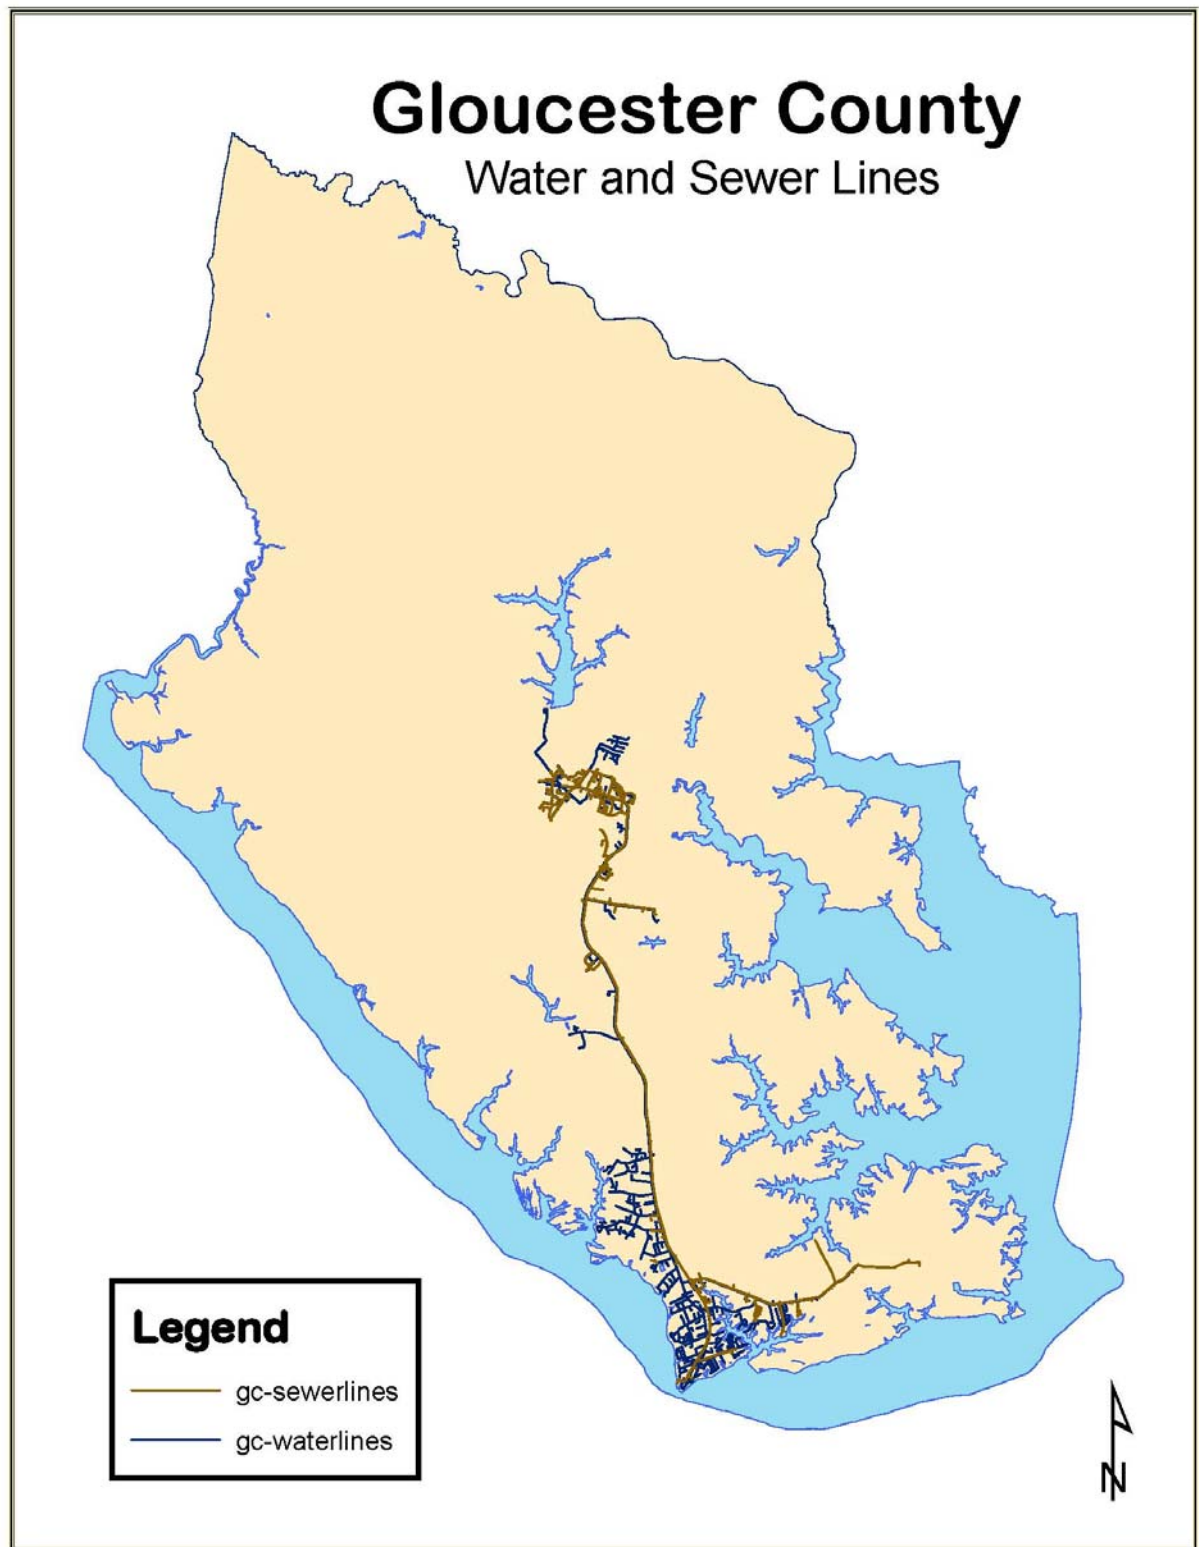 Gloucester County
Water and Sewer Lines
Legend
gc-sewerlines
gc-waterlines
N